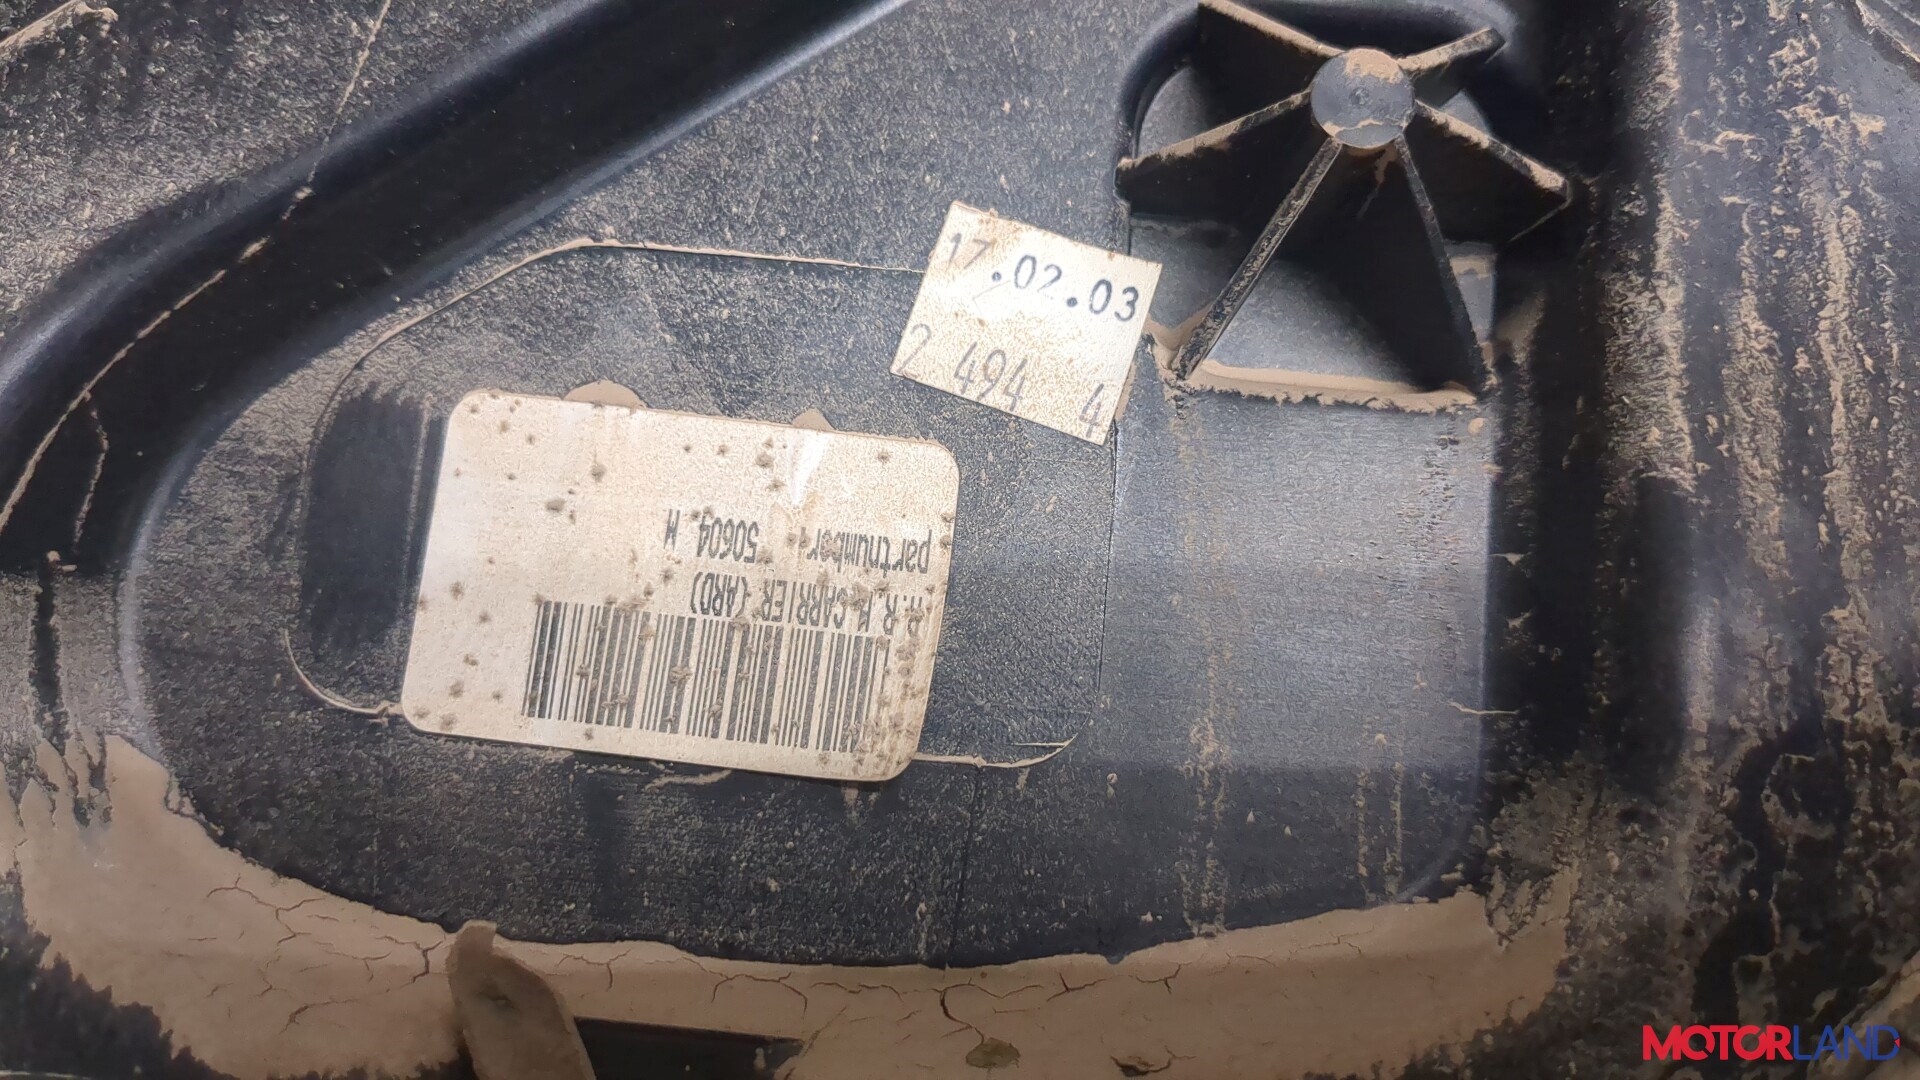 17.02.03
2 494 4
partnumber: 50604 M
CARRIER (ARD)
MOTORLAND